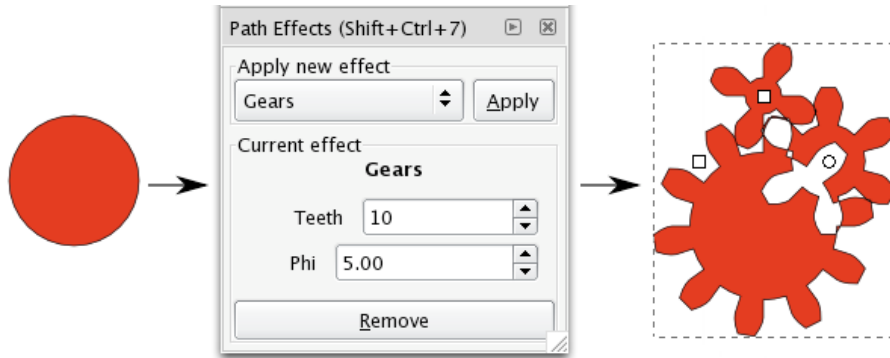 Path Effects (Shift+Ctrl+7)
Apply new effect
Gears Apply
Current effect
Gears
Teeth 10
Phi 5.00
Remove